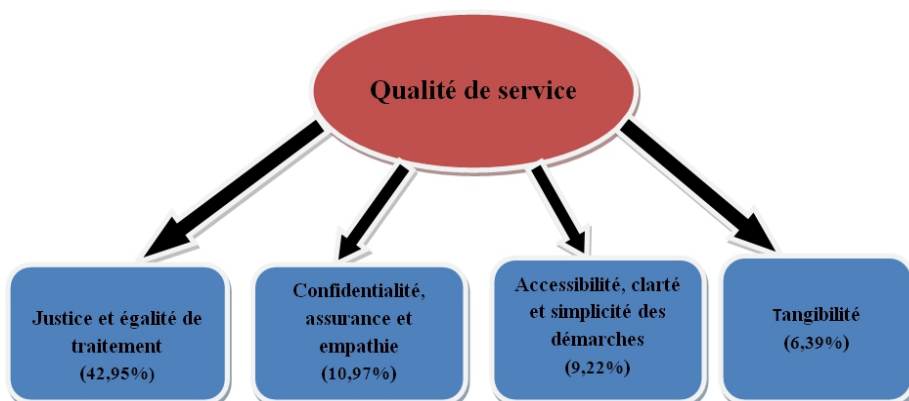 Qualité de service
Justice et égalité de
traitement
(42,95%)
Confidentialité,
assurance et
empathie
(10,97%)
Accessibilité, clarté
et simplicité des
démarches
(9,22%)
Tangibilité
(6,39%)